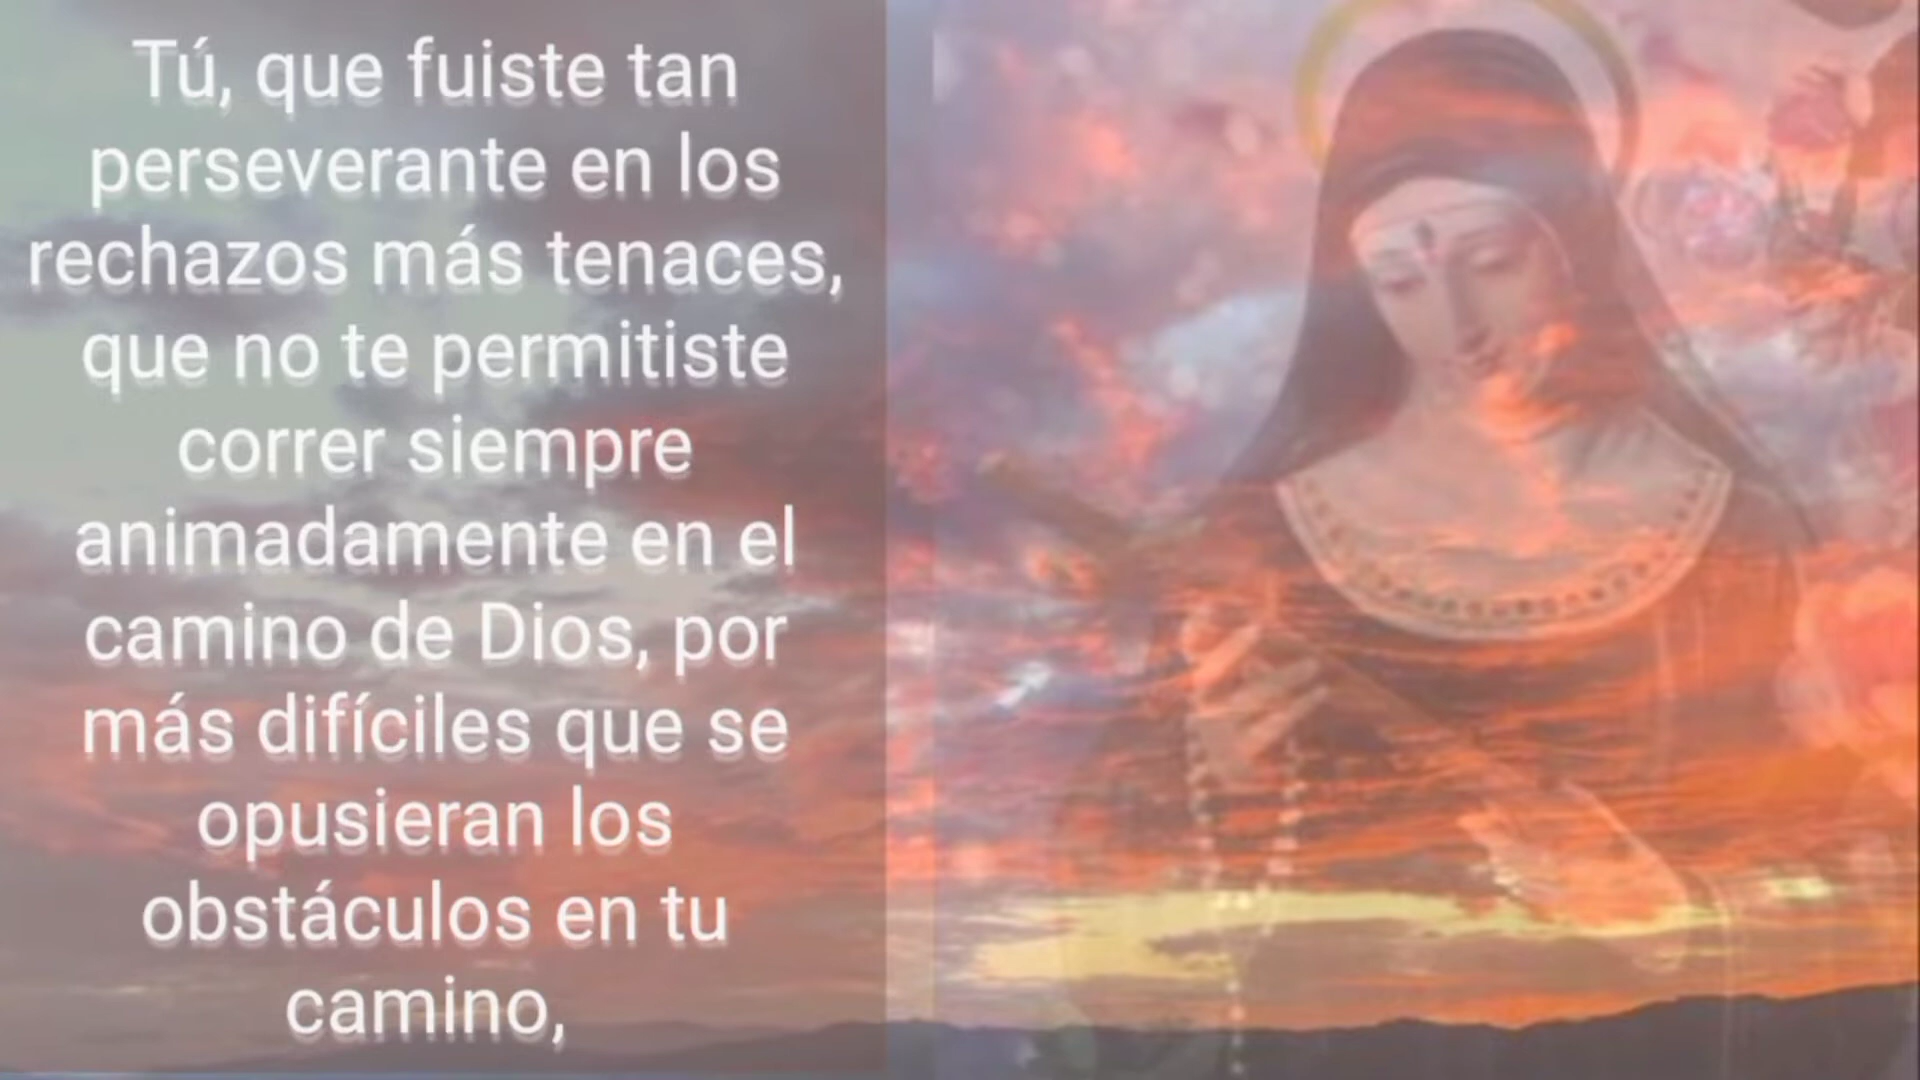 Tú, que fuiste tan
perseverante en los
rechazos más tenaces,
que no te permitiste
correr siempre
animadamente en el
camino de Dios, por
más difíciles que se
opusieran los
obstáculos en tu
camino,